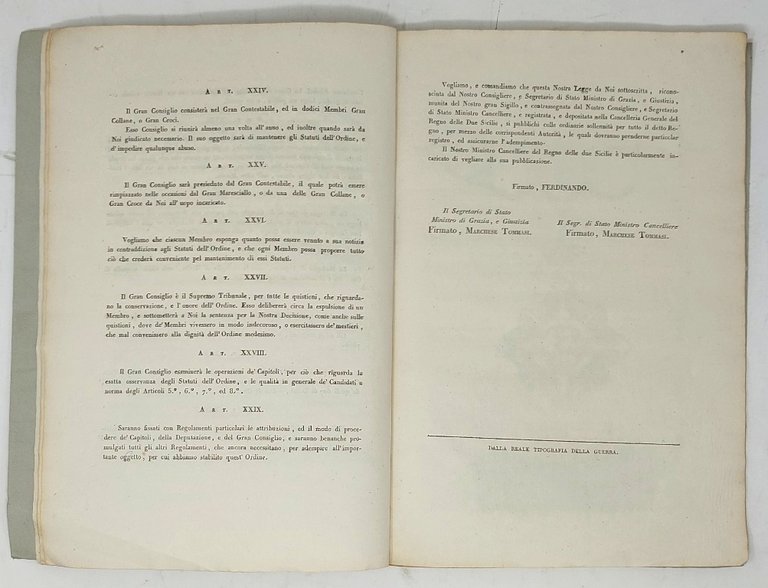 ART. XXIV.
Il Gran Consiglio consisterà nel Gran Contestabile, ed in dodici Membri Gran
Collane, o Gran Croci.
Esso Consiglio si riunirà almeno una volta all'anno, ed inoltre quando sarà da
Noi giudicato necessario. Il suo oggetto sarà di mantenere gli Statuti dell'Ordine, e
d'impedire qualunque abuso.
ART. XXV.
Il Gran Consiglio sarà preseduto dal Gran Contestabile, il quale potrà essere
rimpiazzato nelle occasioni dal Gran Maresciallo, o da una delle Gran Collane, o
Gran Croce da Noi all'uopo incaricato.
ART. XXVI.
Vogliamo che ciascun Membro esponga quanto possa essere venuto a sua notizia
in contraddizione agli Statuti dell'Ordine, e che ogni Membro possa proporre tutto
ciò che crederà conveniente pel mantenimento di essi Statuti.
ART. XXVII.
Il Gran Consiglio è il Supremo Tribunale, per tutte le quistioni, che riguarda-
no la conservazione, e l'onore dell'Ordine. Esso delibererà circa la espulsione di un
Membro, e sottometterà a Noi la sentenza per la Nostra Decisione, come anche sulle
quistioni, dove de' Membri vivessero in modo indecoroso, o esercitassero de' mestieri,
che mal convenissero alla dignità dell'Ordine medesimo.
ART. XXVIII.
Il Gran Consiglio esaminerà le operazioni de' Capitoli, per ciò che riguarda la
esatta osservanza degli Statuti dell'Ordine, e le qualità in generale de' Candidati a
norma degli Articoli 5.º, 6.º, 7.º, ed 8.º.
ART. XXIX.
Saranno fissati con Regolamenti particolari le attribuzioni, ed il modo di proce-
dere de' Capitoli, della Deputazione, e del Gran Consiglio, e saranno benanche pro-
mulgati tutti gli altri Regolamenti, che ancora necessitano, per adempire all'impor-
tante oggetto, per cui abbiamo stabilito quest'Ordine.
Vogliamo, e comandiamo che questa Nostra Legge da Noi sottoscritta, ricono-
sciuta dal Nostro Consigliere, e Segretario di Stato Ministro di Grazia, e Giustizia,
munita del Nostro gran Sigillo, e contrassegnata dal Nostro Consigliere, e Segretario
di Stato Ministro Cancelliere, e registrata, e depositata nella Cancelleria Generale del
Regno delle Due Sicilie, si pubblichi colle ordinarie solennità per tutto il detto Re-
gno, per mezzo delle corrispondenti Autorità, le quali dovranno prenderne particolar
registro, ed assicurarne l'adempimento.
Il Nostro Ministro Cancelliere del Regno delle due Sicilie è particolarmente in-
caricato di vegliare alla sua pubblicazione.
Firmato, FERDINANDO.
Il Segretario di Stato
Ministro di Grazia, e Giustizia
Firmato, MARCHESE TOMMASI.
Il Segr. di Stato Ministro Cancelliere
Firmato, MARCHESE TOMMASI.
DALLA REALE TIPOGRAFIA DELLA GUERRA.